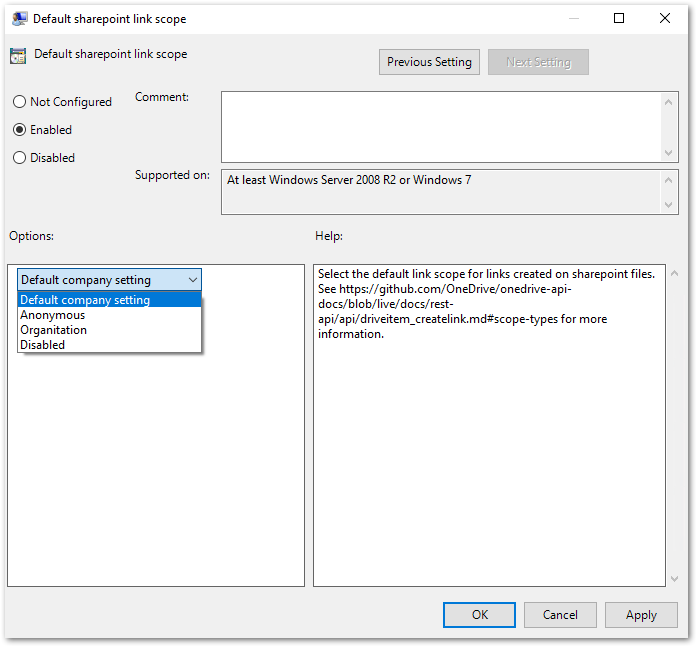 Default sharepoint link scope
Default sharepoint link scope
Previous Setting
Next Setting
Not Configured
Enabled
Disabled
Comment:
Supported on:
At least Windows Server 2008 R2 or Windows 7
Options:
Help:
Default company setting
Default company setting
Anonymous
Organitation
Disabled
Select the default link scope for links created on sharepoint files.
See https://github.com/OneDrive/onedrive-api-
docs/blob/live/docs/rest-
api/api/driveitem_createlink.md#scope-types for more
information.
OK
Cancel
Apply